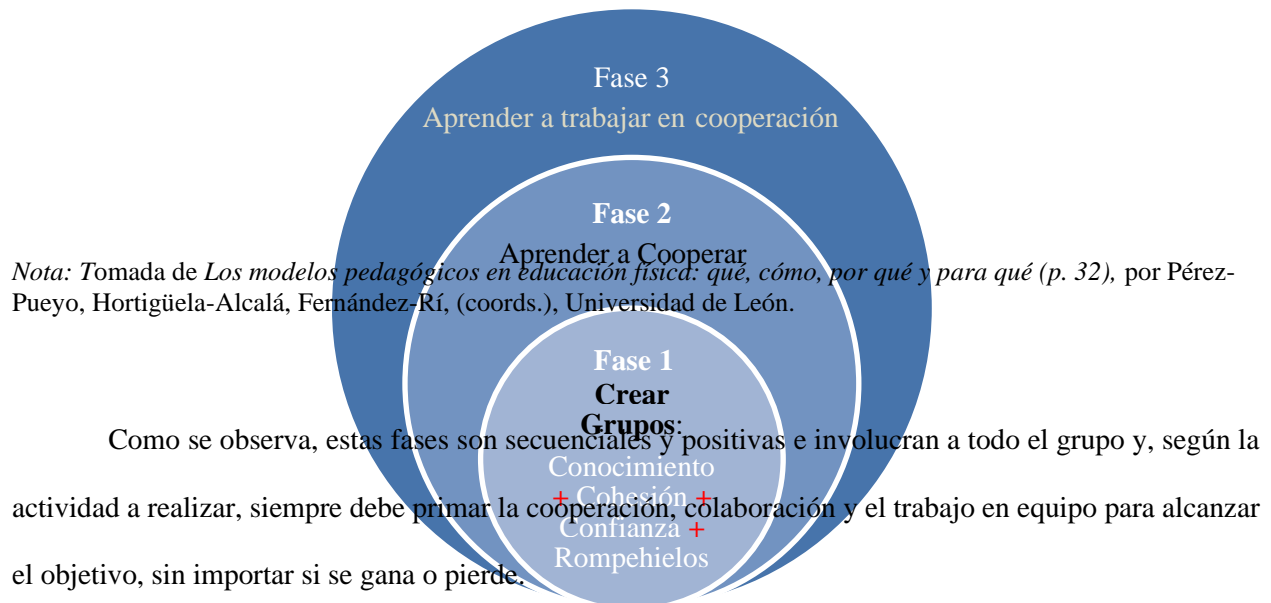 Fase 3
Aprender a trabajar en cooperación
Fase 2
Aprender a Cooperar
Nota: Tomada de Los modelos pedagógicos en educación física: qué, cómo, por qué y para qué (p. 32), por Pérez-
Pueyo, Hortigüela-Alcalá, Fernández-Rí, (coords.), Universidad de León.
Fase 1
Crear
Grupos:
Conocimiento
+ Cohesión +
Confianza +
Rompehielos
Como se observa, estas fases son secuenciales y positivas e involucran a todo el grupo y, según la
actividad a realizar, siempre debe primar la cooperación, colaboración y el trabajo en equipo para alcanzar
el objetivo, sin importar si se gana o pierde.